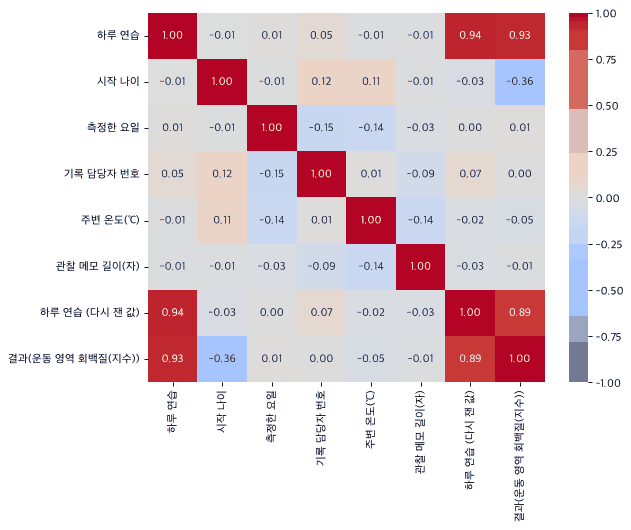 하루 연습 1.00 −0.01 0.01 0.05 −0.01 −0.01 0.94 0.93
시작 나이 −0.01 1.00 −0.01 0.12 0.11 −0.01 −0.03 −0.36
측정한 요일 0.01 −0.01 1.00 −0.15 −0.14 −0.03 0.00 0.01
기록 담당자 번호 0.05 0.12 −0.15 1.00 0.01 −0.09 0.07 0.00
주변 온도(℃) −0.01 0.11 −0.14 0.01 1.00 −0.14 −0.02 −0.05
관찰 메모 길이(자) −0.01 −0.01 −0.03 −0.09 −0.14 1.00 −0.03 −0.01
하루 연습 (다시 잰 값) 0.94 −0.03 0.00 0.07 −0.02 −0.03 1.00 0.89
결과(운동 영역 회백질(지수)) 0.93 −0.36 0.01 0.00 −0.05 −0.01 0.89 1.00
하루 연습
시작 나이
측정한 요일
기록 담당자 번호
주변 온도(℃)
관찰 메모 길이(자)
하루 연습 (다시 잰 값)
결과(운동 영역 회백질(지수))
1.00
0.75
0.50
0.25
0.00
−0.25
−0.50
−0.75
−1.00